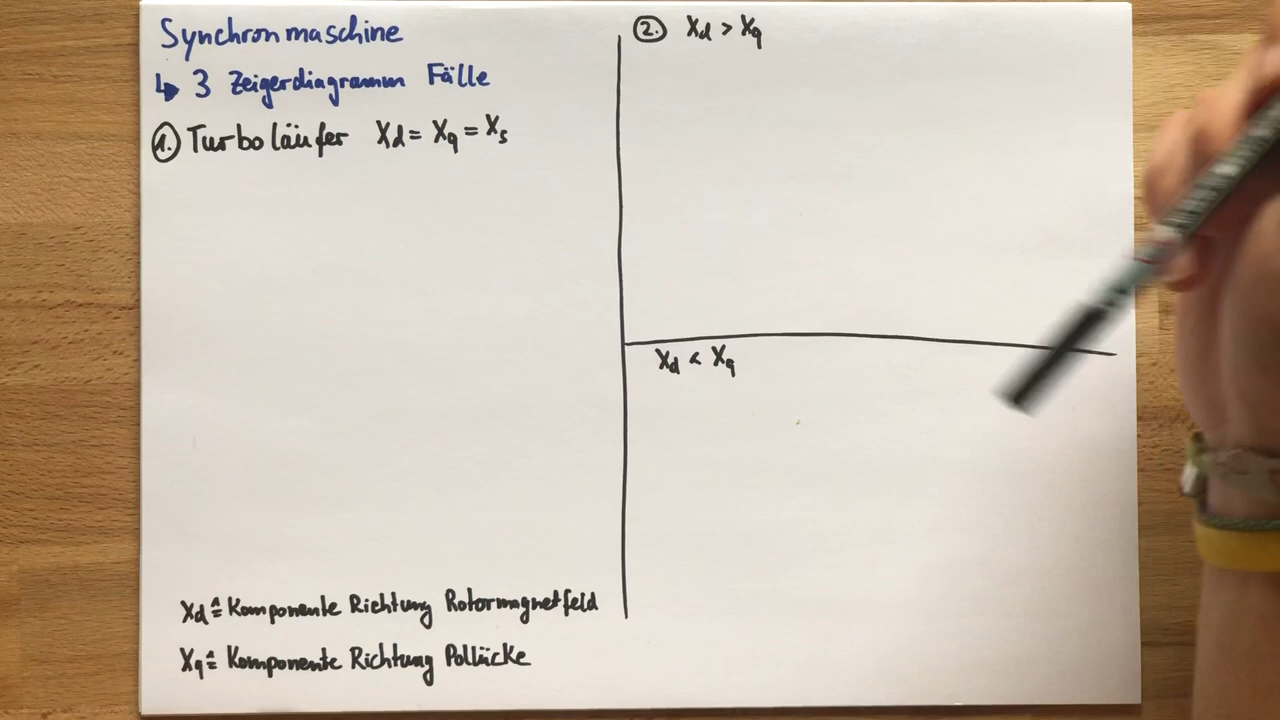 Synchronmaschine
↳ 3 Zeigerdiagramm Fälle
1. Turboläufer Xd = Xq = Xs
Xd ≙ Komponente Richtung Rotormagnetfeld
Xq ≙ Komponente Richtung Pollücke
2. Xd > Xq
Xd < Xq